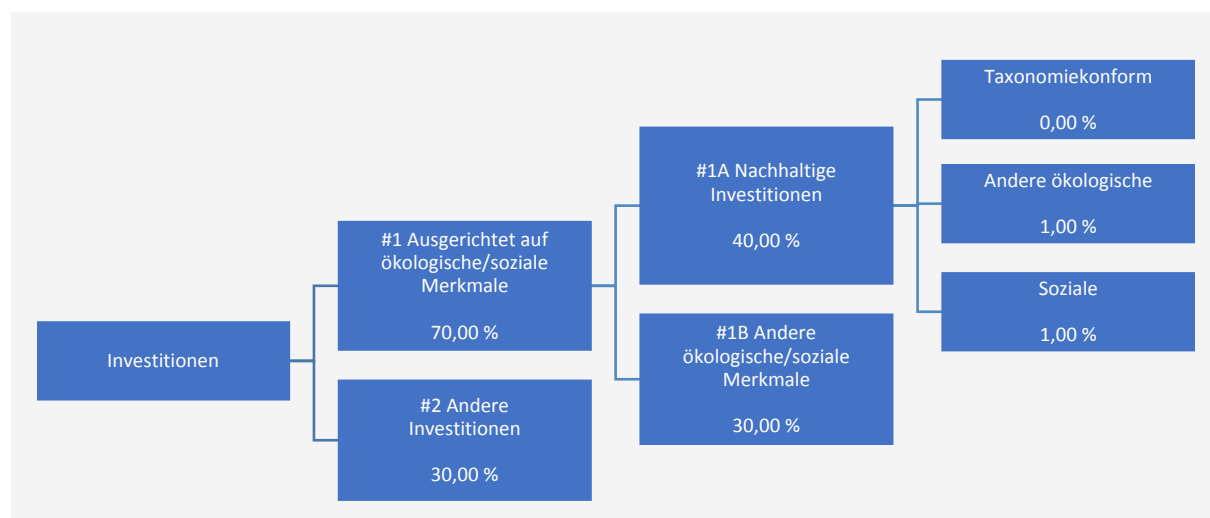 Investitionen
#1 Ausgerichtet auf
ökologische/soziale
Merkmale
70,00 %
#2 Andere
Investitionen
30,00 %
#1A Nachhaltige
Investitionen
40,00 %
#1B Andere
ökologische/soziale
Merkmale
30,00 %
Taxonomiekonform
0,00 %
Andere ökologische
1,00 %
Soziale
1,00 %